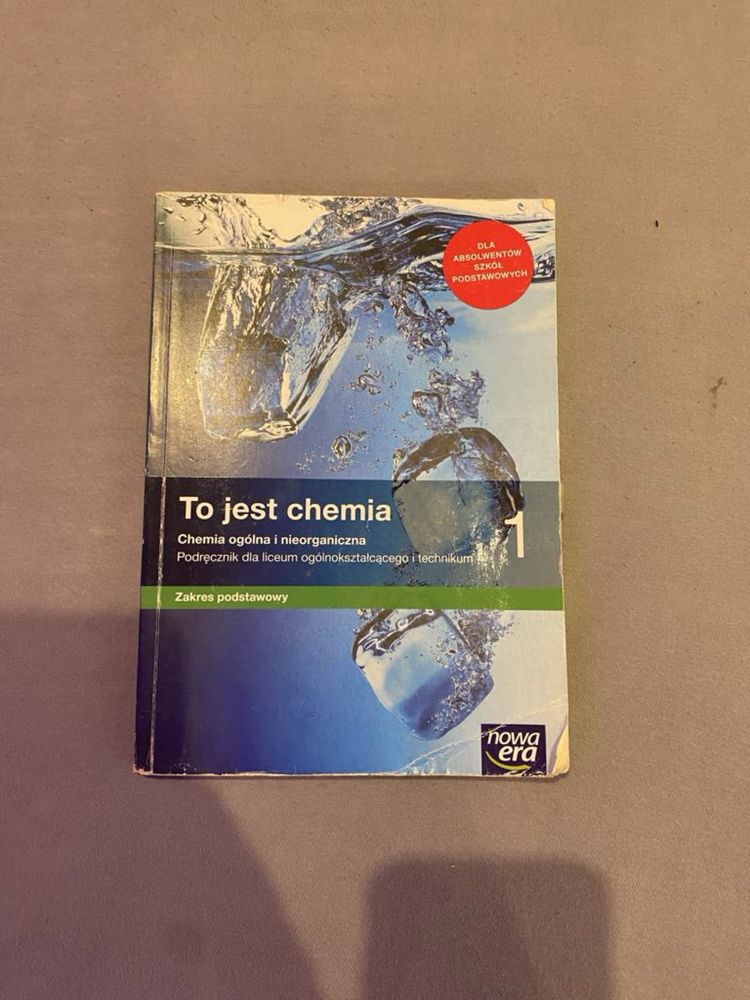 DLA
ABSOLWENTÓW
SZKÓŁ
PODSTAWOWYCH
To jest chemia
1
Chemia ogólna i nieorganiczna
Podręcznik dla liceum ogólnokształcącego i technikum
Zakres podstawowy
nowa
era